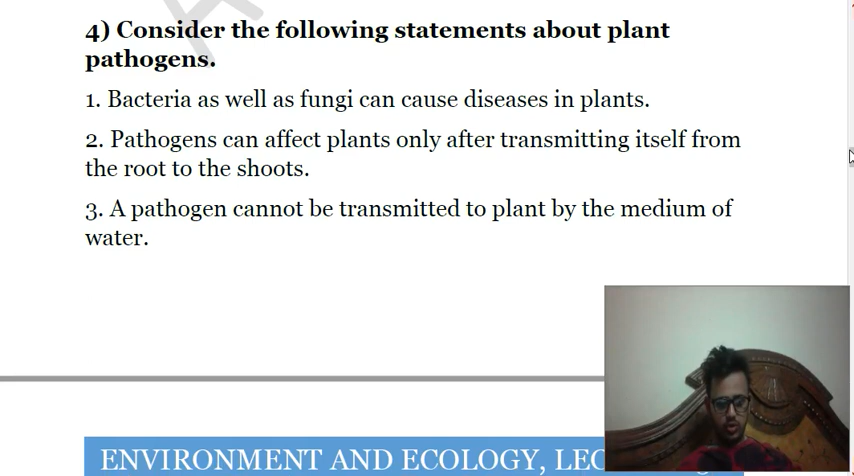 4) Consider the following statements about plant
pathogens.
1. Bacteria as well as fungi can cause diseases in plants.
2. Pathogens can affect plants only after transmitting itself from
the root to the shoots.
3. A pathogen cannot be transmitted to plant by the medium of
water.
ENVIRONMENT AND ECOLOGY,